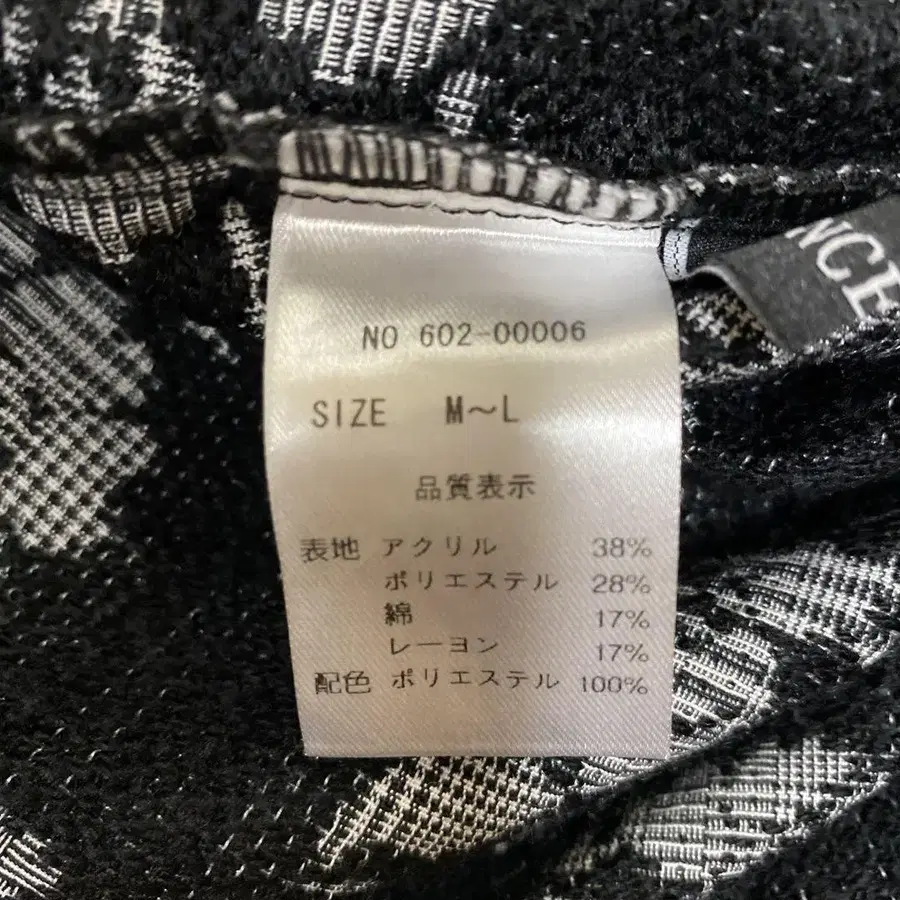 NO 602-00006
SIZE M～L
品質表示
表地 アクリル 38%
ポリエステル 28%
綿 17%
レーヨン 17%
配色 ポリエステル 100%